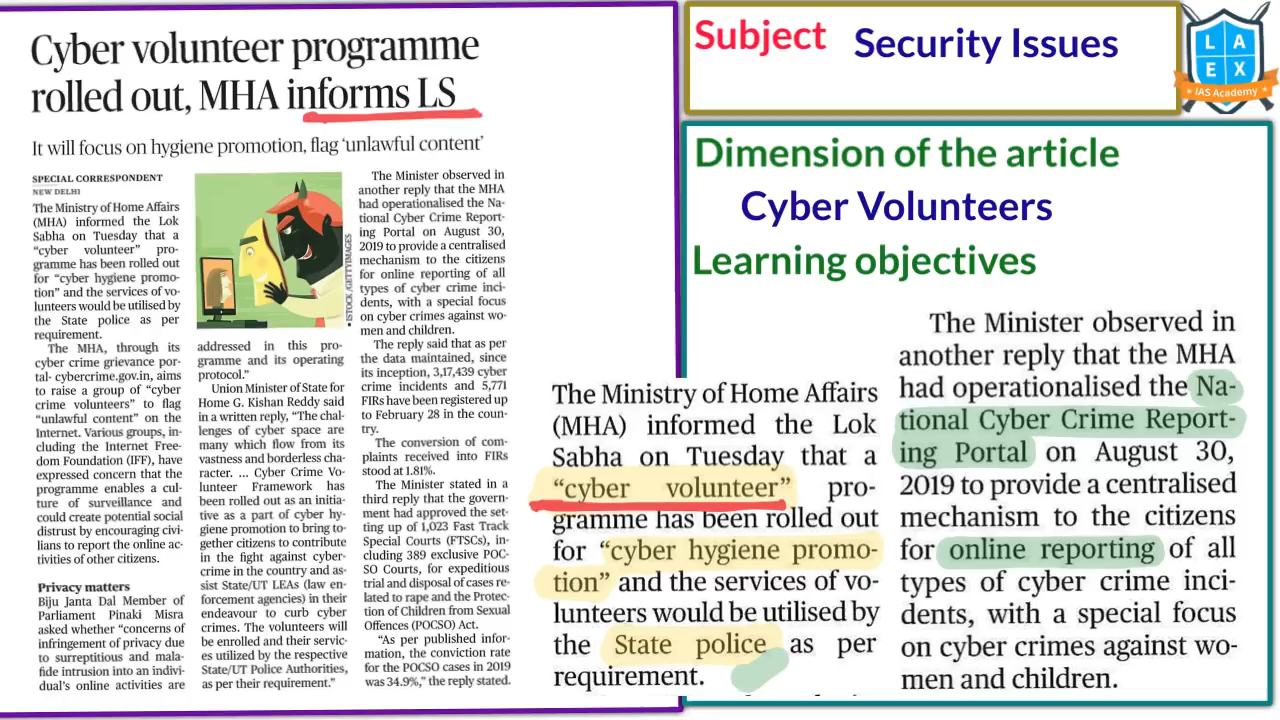 Cyber volunteer programme
rolled out, MHA informs LS
It will focus on hygiene promotion, flag ‘unlawful content’
SPECIAL CORRESPONDENT
NEW DELHI
The Ministry of Home Affairs
(MHA) informed the Lok
Sabha on Tuesday that a
“cyber volunteer” pro-
gramme has been rolled out
for “cyber hygiene promo-
tion” and the services of vo-
lunteers would be utilised by
the State police as per
requirement.
The MHA, through its
cyber crime grievance por-
tal- cybercrime.gov.in, aims
to raise a group of “cyber
crime volunteers” to flag
“unlawful content” on the
Internet. Various groups, in-
cluding the Internet Free-
dom Foundation (IFF), have
expressed concern that the
programme enables a cul-
ture of surveillance and
could create potential social
distrust by encouraging civi-
lians to report the online ac-
tivities of other citizens.
Privacy matters
Biju Janta Dal Member of
Parliament Pinaki Misra
asked whether “concerns of
infringement of privacy due
to surreptitious and mala-
fide intrusion into an indivi-
dual’s online activities are
ISTOCK/GETTYIMAGES
addressed in this pro-
gramme and its operating
protocol.”
Union Minister of State for
Home G. Kishan Reddy said
in a written reply, “The chal-
lenges of cyber space are
many which flow from its
vastness and borderless cha-
racter. ... Cyber Crime Vo-
lunteer Framework has
been rolled out as an initia-
tive as a part of cyber hy-
giene promotion to bring to-
gether citizens to contribute
in the fight against cyber-
crime in the country and as-
sist State/UT LEAs (law en-
forcement agencies) in their
endeavour to curb cyber
crimes. The volunteers will
be enrolled and their servic-
es utilized by the respective
State/UT Police Authorities,
as per their requirement.”
The Minister observed in
another reply that the MHA
had operationalised the Na-
tional Cyber Crime Report-
ing Portal on August 30,
2019 to provide a centralised
mechanism to the citizens
for online reporting of all
types of cyber crime inci-
dents, with a special focus
on cyber crimes against wo-
men and children.
The reply said that as per
the data maintained, since
its inception, 3,17,439 cyber
crime incidents and 5,771
FIRs have been registered up
to February 28 in the coun-
try.
The conversion of com-
plaints received into FIRs
stood at 1.81%.
The Minister stated in a
third reply that the govern-
ment had approved the set-
ting up of 1,023 Fast Track
Special Courts (FTSCs), in-
cluding 389 exclusive POC-
SO Courts, for expeditious
trial and disposal of cases re-
lated to rape and the Protec-
tion of Children from Sexual
Offences (POCSO) Act.
“As per published infor-
mation, the conviction rate
for the POCSO cases in 2019
was 34.9%,” the reply stated.
Subject Security Issues
LA
EX
IAS Academy
Dimension of the article
Cyber Volunteers
Learning objectives
The Ministry of Home Affairs
(MHA) informed the Lok
Sabha on Tuesday that a
“cyber volunteer” pro-
gramme has been rolled out
for “cyber hygiene promo-
tion” and the services of vo-
lunteers would be utilised by
the State police as per
requirement.
The Minister observed in
another reply that the MHA
had operationalised the Na-
tional Cyber Crime Report-
ing Portal on August 30,
2019 to provide a centralised
mechanism to the citizens
for online reporting of all
types of cyber crime inci-
dents, with a special focus
on cyber crimes against wo-
men and children.